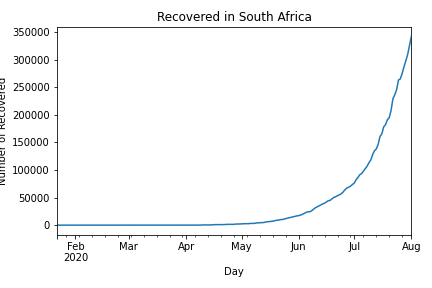 Recovered in South Africa
350000
300000
250000
200000
150000
100000
50000
0
Number of Recovered
Feb
2020
Mar
Apr
May
Jun
Jul
Aug
Day